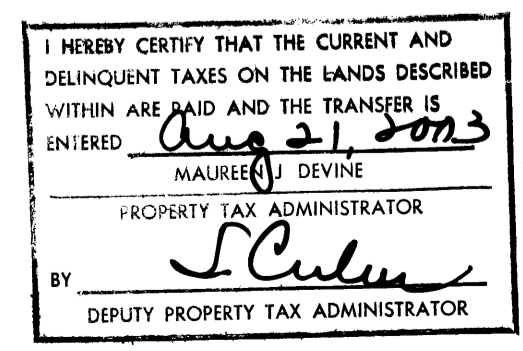 I HEREBY CERTIFY THAT THE CURRENT AND
DELINQUENT TAXES ON THE LANDS DESCRIBED
WITHIN ARE PAID AND THE TRANSFER IS
ENTERED Aug 21, 2003
MAUREEN J DEVINE
PROPERTY TAX ADMINISTRATOR
BY
DEPUTY PROPERTY TAX ADMINISTRATOR